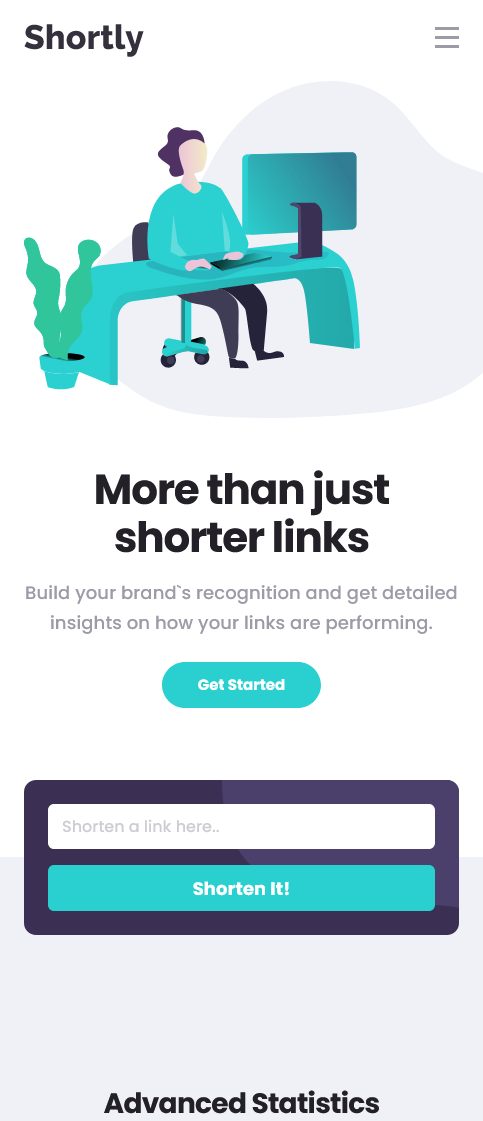 Shortly
More than just
shorter links
Build your brand`s recognition and get detailed
insights on how your links are performing.
Get Started
Shorten a link here..
Shorten It!
Advanced Statistics